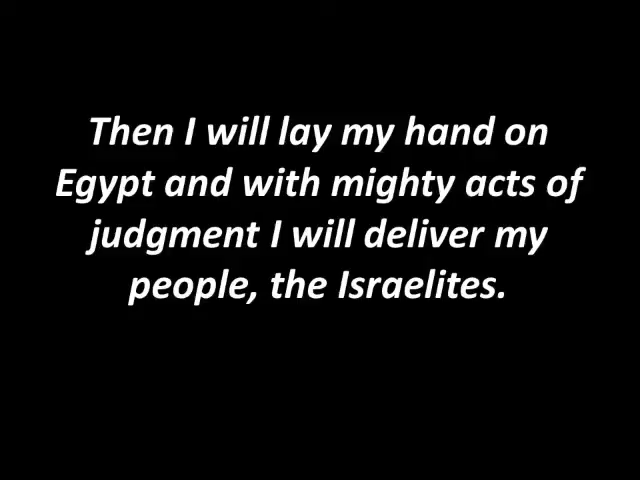 Then I will lay my hand on
Egypt and with mighty acts of
judgment I will deliver my
people, the Israelites.